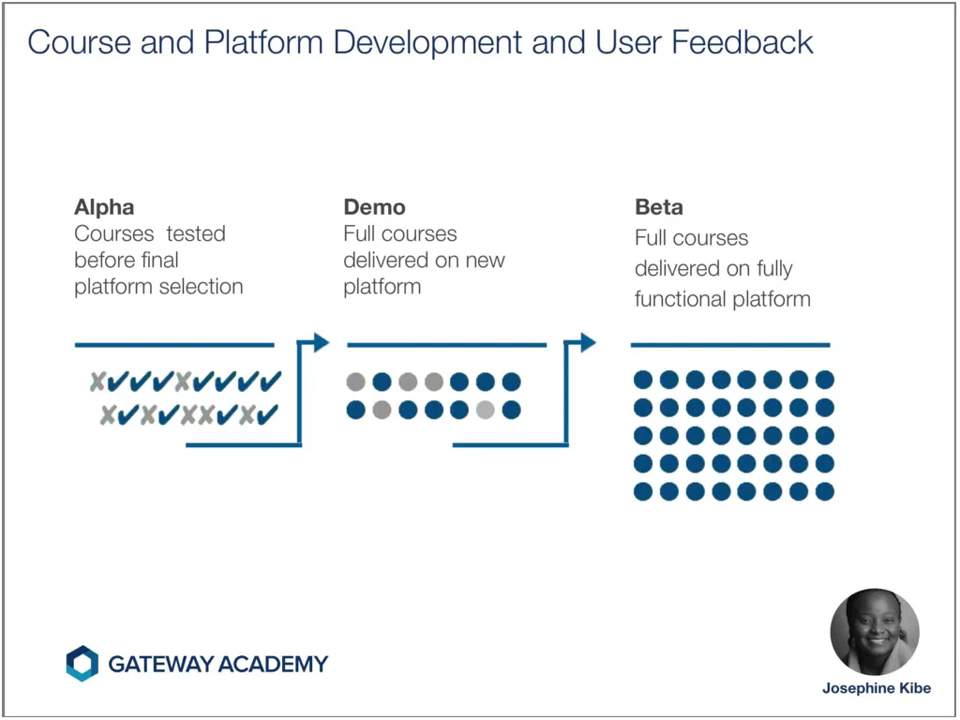 Course and Platform Development and User Feedback
Alpha
Courses tested
before final
platform selection
Demo
Full courses
delivered on new
platform
Beta
Full courses
delivered on fully
functional platform
GATEWAY ACADEMY
Josephine Kibe